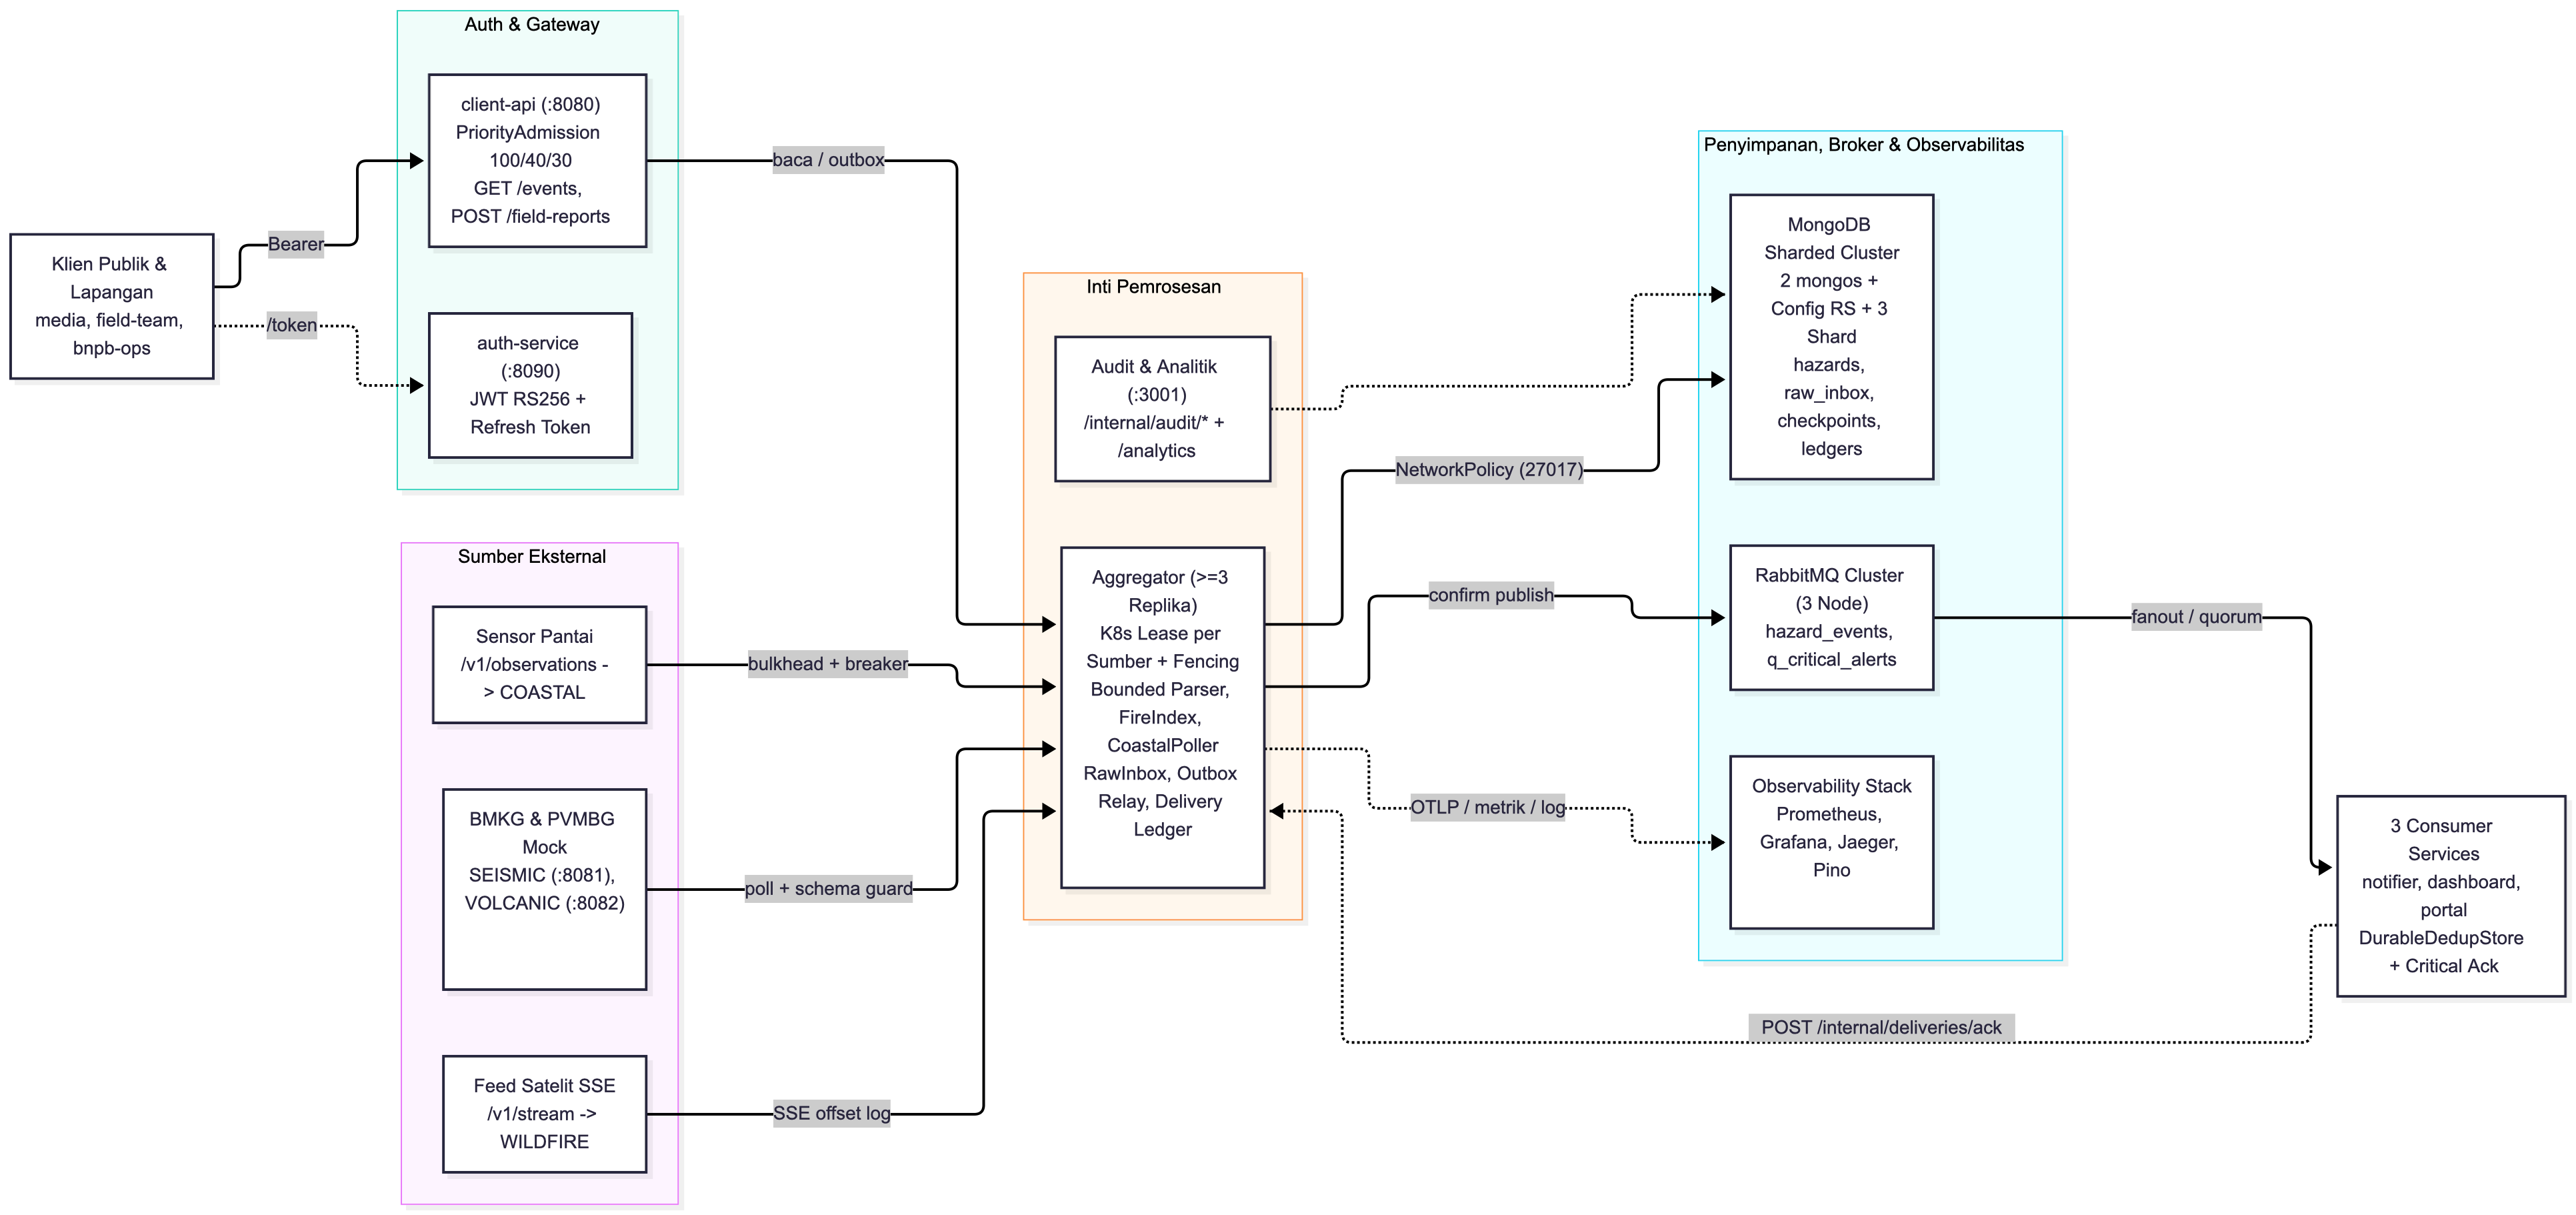 Auth & Gateway
client-api (:8080)
PriorityAdmission
100/40/30
GET /events,
POST /field-reports
auth-service
(:8090)
JWT RS256 +
Refresh Token
Klien Publik &
Lapangan
media, field-team,
bnpb-ops
Bearer
/token
baca / outbox
Sumber Eksternal
Sensor Pantai
/v1/observations -
> COASTAL
BMKG & PVMBG
Mock
SEISMIC (:8081),
VOLCANIC (:8082)
Feed Satelit SSE
/v1/stream ->
WILDFIRE
bulkhead + breaker
poll + schema guard
SSE offset log
Inti Pemrosesan
Audit & Analitik
(:3001)
/internal/audit/* +
/analytics
Aggregator (>=3
Replika)
K8s Lease per
Sumber + Fencing
Bounded Parser,
FireIndex,
CoastalPoller
RawInbox, Outbox
Relay, Delivery
Ledger
NetworkPolicy (27017)
confirm publish
OTLP / metrik / log
POST /internal/deliveries/ack
Penyimpanan, Broker & Observabilitas
MongoDB
Sharded Cluster
2 mongos +
Config RS + 3
Shard
hazards,
raw_inbox,
checkpoints,
ledgers
RabbitMQ Cluster
(3 Node)
hazard_events,
q_critical_alerts
Observability Stack
Prometheus,
Grafana, Jaeger,
Pino
fanout / quorum
3 Consumer
Services
notifier, dashboard,
portal
DurableDedupStore
+ Critical Ack